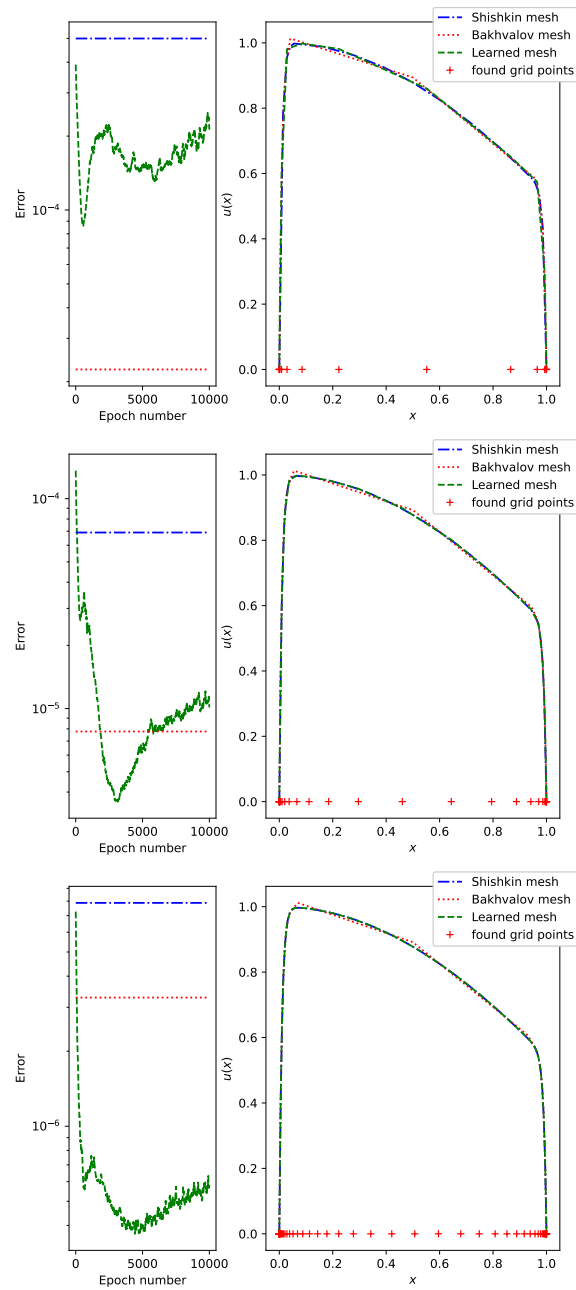 Shishkin mesh
Bakhvalov mesh
Learned mesh
found grid points
Error
10⁻⁴
0 5000 10000
Epoch number
u(x)
1.0
0.8
0.6
0.4
0.2
0.0
0.0 0.2 0.4 0.6 0.8 1.0
x
Shishkin mesh
Bakhvalov mesh
Learned mesh
found grid points
Error
10⁻⁴
10⁻⁵
0 5000 10000
Epoch number
u(x)
1.0
0.8
0.6
0.4
0.2
0.0
0.0 0.2 0.4 0.6 0.8 1.0
x
Shishkin mesh
Bakhvalov mesh
Learned mesh
found grid points
Error
10⁻⁶
0 5000 10000
Epoch number
u(x)
1.0
0.8
0.6
0.4
0.2
0.0
0.0 0.2 0.4 0.6 0.8 1.0
x